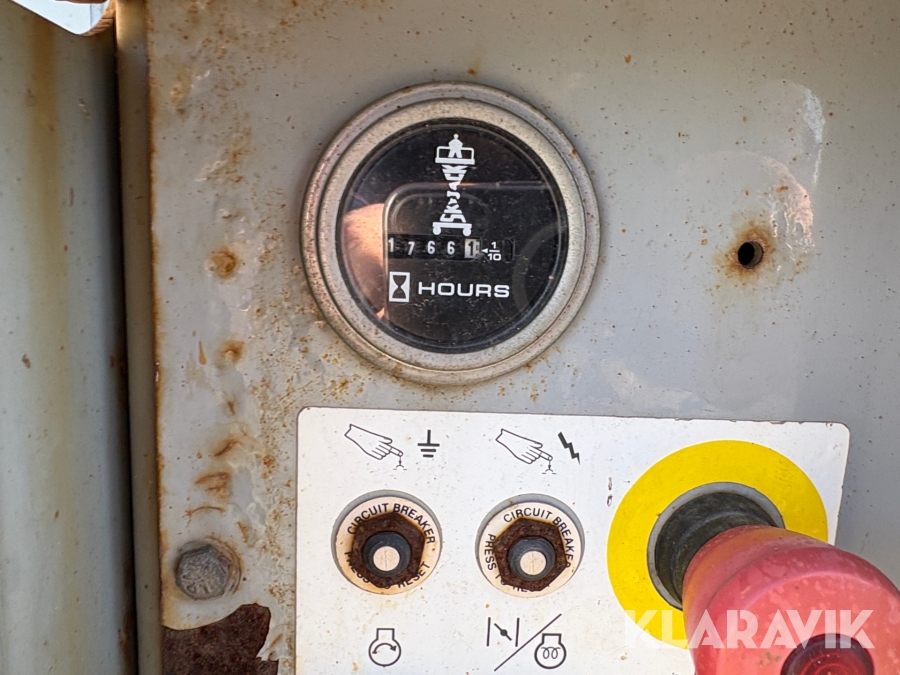 SKYJACK
1 7 6 6 1 1/10
HOURS
CIRCUIT BREAKER
PRESS TO RESET
CIRCUIT BREAKER
PRESS TO RESET
KLARAVIK